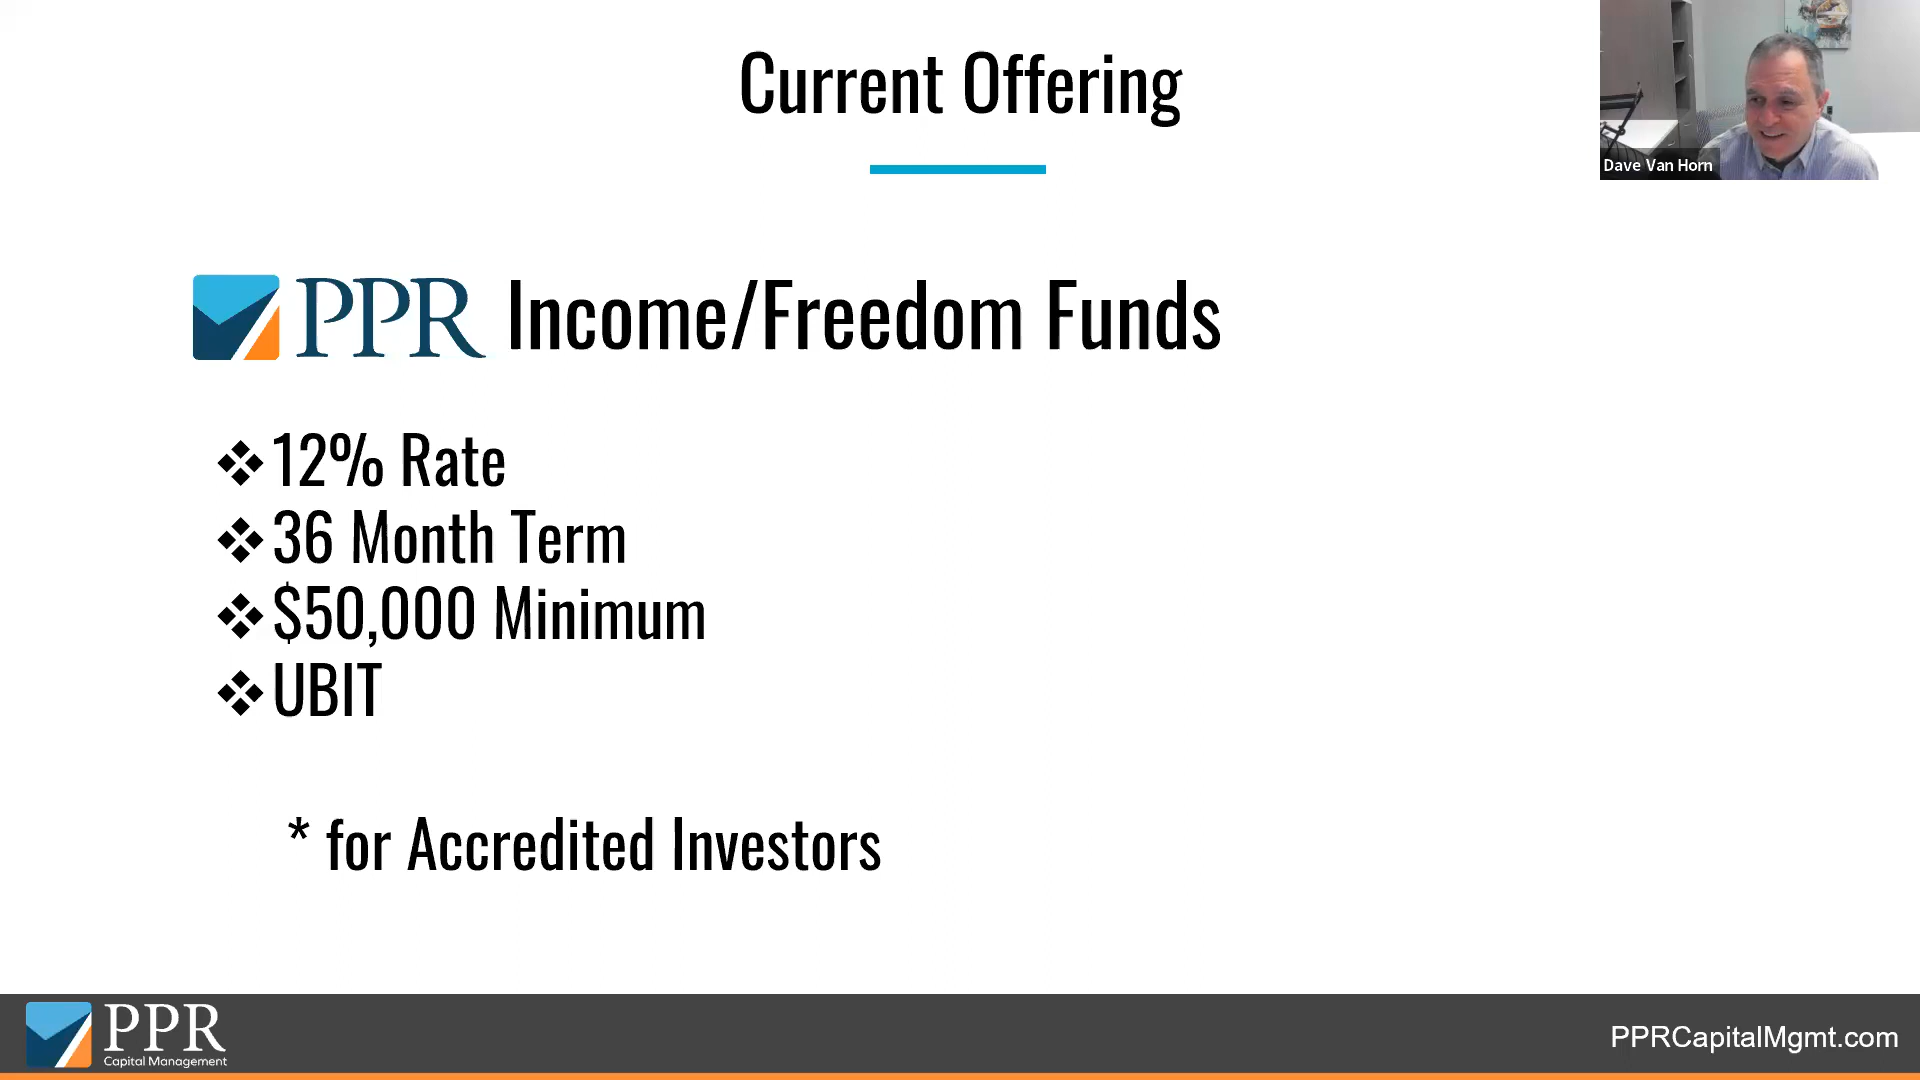 Current Offering
Dave Van Horn
PPR Income/Freedom Funds
❖12% Rate
❖36 Month Term
❖$50,000 Minimum
❖UBIT
* for Accredited Investors
PPR
Capital Management
PPRCapitalMgmt.com